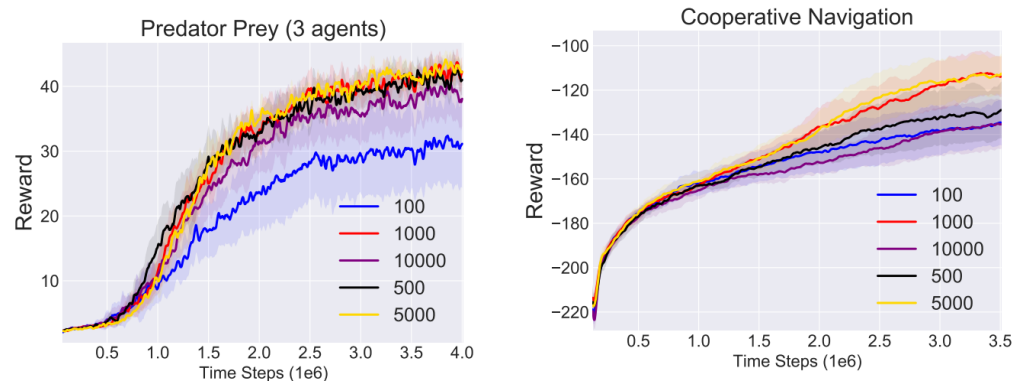 Predator Prey (3 agents)
Reward
40
30
20
10
100
1000
10000
500
5000
0.5 1.0 1.5 2.0 2.5 3.0 3.5 4.0
Time Steps (1e6)
Cooperative Navigation
Reward
−100
−120
−140
−160
−180
−200
−220
100
1000
10000
500
5000
0.5 1.0 1.5 2.0 2.5 3.0 3.5
Time Steps (1e6)